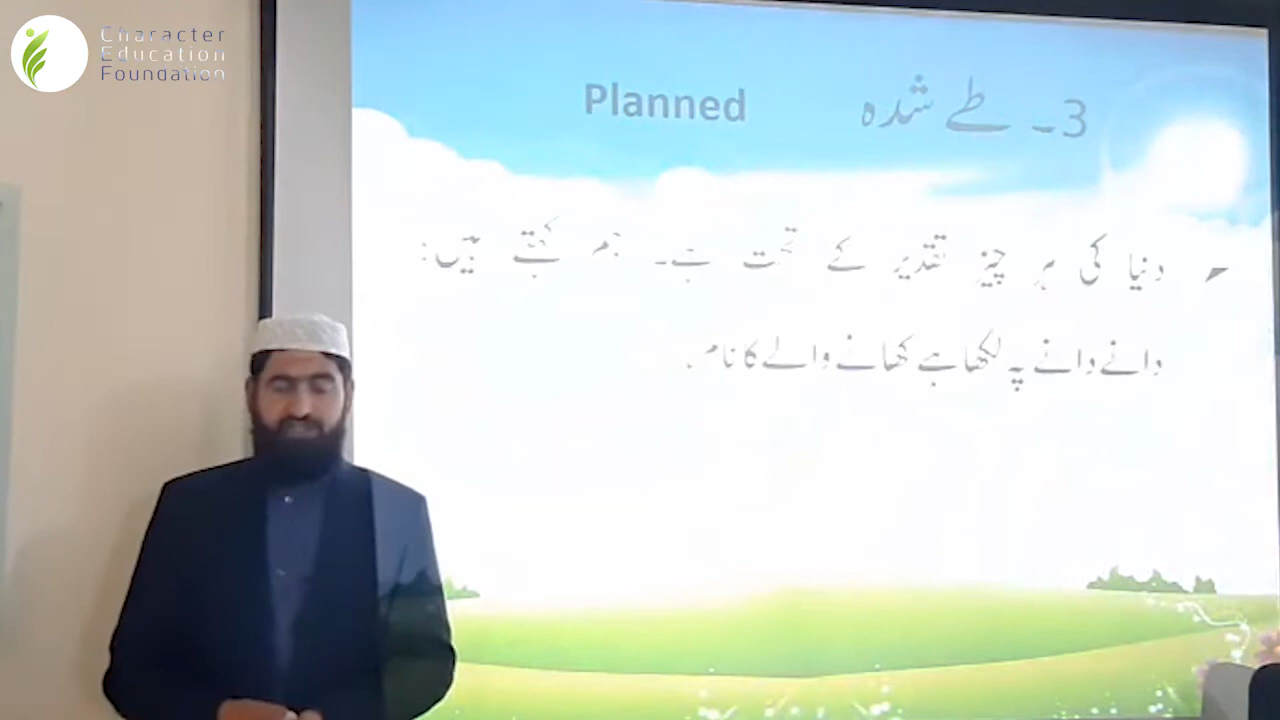 Character
Education
Foundation
3۔ طے شدہ Planned
دنیا کی ہر چیز تقدیر کے تحت ہے۔ ہم کہتے ہیں:
دانے دانے پہ لکھا ہے کھانے والے کا نام۔